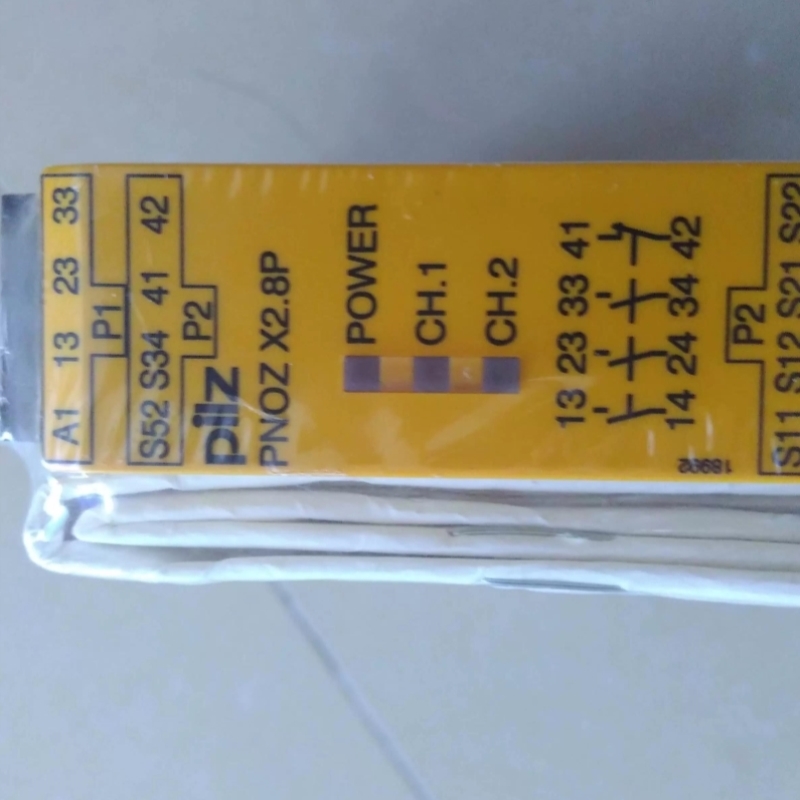 A1 13 23 33
P1
S52 S34 41 42
P2
pilz
PNOZ X2.8P
POWER
CH.1
CH.2
13 23 33 41
14 24 34 42
18902
P2
S11 S12 S21 S22